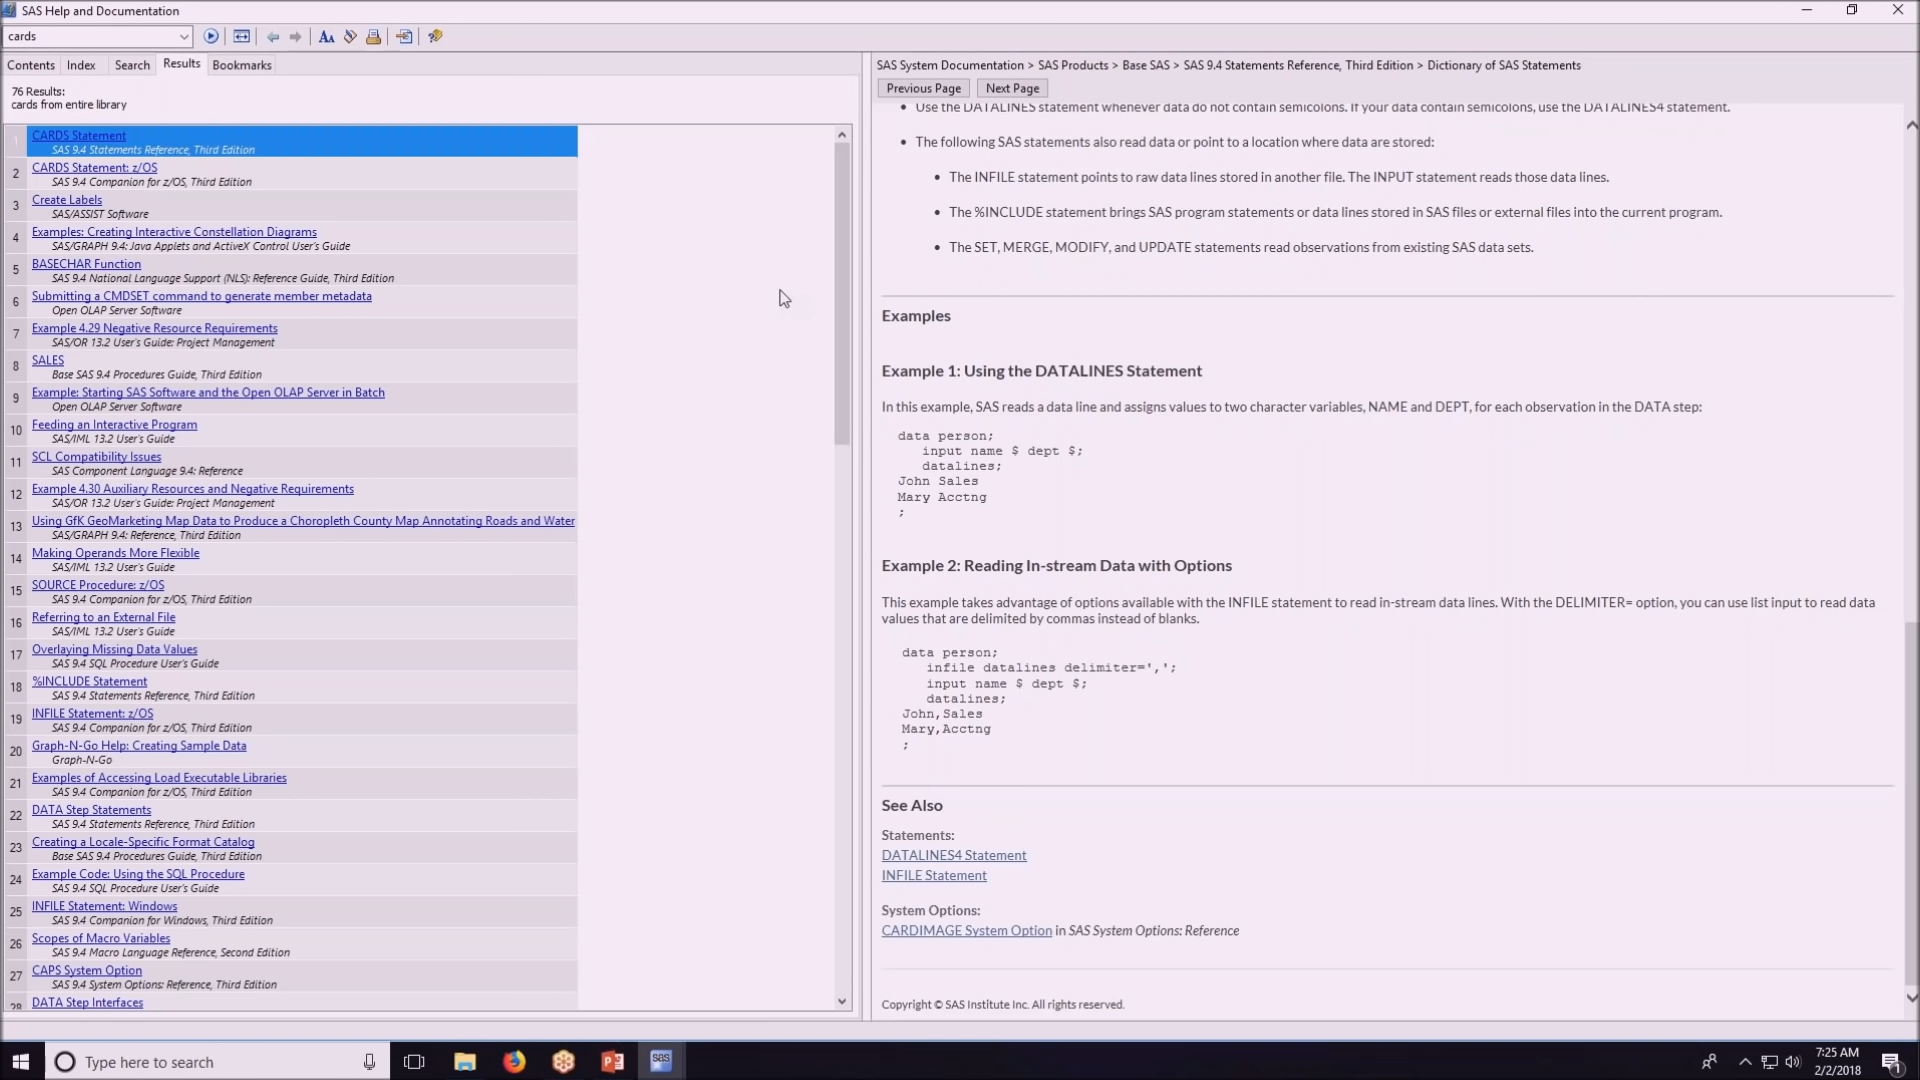 SAS Help and Documentation
cards
Contents Index Search Results Bookmarks
76 Results:
cards from entire library
1 CARDS Statement
SAS 9.4 Statements Reference, Third Edition
2 CARDS Statement: z/OS
SAS 9.4 Companion for z/OS, Third Edition
3 Create Labels
SAS/ASSIST Software
4 Examples: Creating Interactive Constellation Diagrams
SAS/GRAPH 9.4: Java Applets and ActiveX Control User's Guide
5 BASECHAR Function
SAS 9.4 National Language Support (NLS): Reference Guide, Third Edition
6 Submitting a CMDSET command to generate member metadata
Open OLAP Server Software
7 Example 4.29 Negative Resource Requirements
SAS/OR 13.2 User's Guide: Project Management
8 SALES
Base SAS 9.4 Procedures Guide, Third Edition
9 Example: Starting SAS Software and the Open OLAP Server in Batch
Open OLAP Server Software
10 Feeding an Interactive Program
SAS/IML 13.2 User's Guide
11 SCL Compatibility Issues
SAS Component Language 9.4: Reference
12 Example 4.30 Auxiliary Resources and Negative Requirements
SAS/OR 13.2 User's Guide: Project Management
13 Using GfK GeoMarketing Map Data to Produce a Choropleth County Map Annotating Roads and Water
SAS/GRAPH 9.4: Reference, Third Edition
14 Making Operands More Flexible
SAS/IML 13.2 User's Guide
15 SOURCE Procedure: z/OS
SAS 9.4 Companion for z/OS, Third Edition
16 Referring to an External File
SAS/IML 13.2 User's Guide
17 Overlaying Missing Data Values
SAS 9.4 SQL Procedure User's Guide
18 %INCLUDE Statement
SAS 9.4 Statements Reference, Third Edition
19 INFILE Statement: z/OS
SAS 9.4 Companion for z/OS, Third Edition
20 Graph-N-Go Help: Creating Sample Data
Graph-N-Go
21 Examples of Accessing Load Executable Libraries
SAS 9.4 Companion for z/OS, Third Edition
22 DATA Step Statements
SAS 9.4 Statements Reference, Third Edition
23 Creating a Locale-Specific Format Catalog
Base SAS 9.4 Procedures Guide, Third Edition
24 Example Code: Using the SQL Procedure
SAS 9.4 SQL Procedure User's Guide
25 INFILE Statement: Windows
SAS 9.4 Companion for Windows, Third Edition
26 Scopes of Macro Variables
SAS 9.4 Macro Language Reference, Second Edition
27 CAPS System Option
SAS 9.4 System Options: Reference, Third Edition
28 DATA Step Interfaces
SAS System Documentation > SAS Products > Base SAS > SAS 9.4 Statements Reference, Third Edition > Dictionary of SAS Statements
Previous Page Next Page
• Use the DATALINES statement whenever data do not contain semicolons. If your data contain semicolons, use the DATALINES4 statement.
• The following SAS statements also read data or point to a location where data are stored:
• The INFILE statement points to raw data lines stored in another file. The INPUT statement reads those data lines.
• The %INCLUDE statement brings SAS program statements or data lines stored in SAS files or external files into the current program.
• The SET, MERGE, MODIFY, and UPDATE statements read observations from existing SAS data sets.
Examples
Example 1: Using the DATALINES Statement
In this example, SAS reads a data line and assigns values to two character variables, NAME and DEPT, for each observation in the DATA step:
data person;
input name $ dept $;
datalines;
John Sales
Mary Acctng
;
Example 2: Reading In-stream Data with Options
This example takes advantage of options available with the INFILE statement to read in-stream data lines. With the DELIMITER= option, you can use list input to read data
values that are delimited by commas instead of blanks.
data person;
infile datalines delimiter=',';
input name $ dept $;
datalines;
John,Sales
Mary,Acctng
;
See Also
Statements:
DATALINES4 Statement
INFILE Statement
System Options:
CARDIMAGE System Option in SAS System Options: Reference
Copyright © SAS Institute Inc. All rights reserved.
Type here to search
sas
7:25 AM
2/2/2018
1